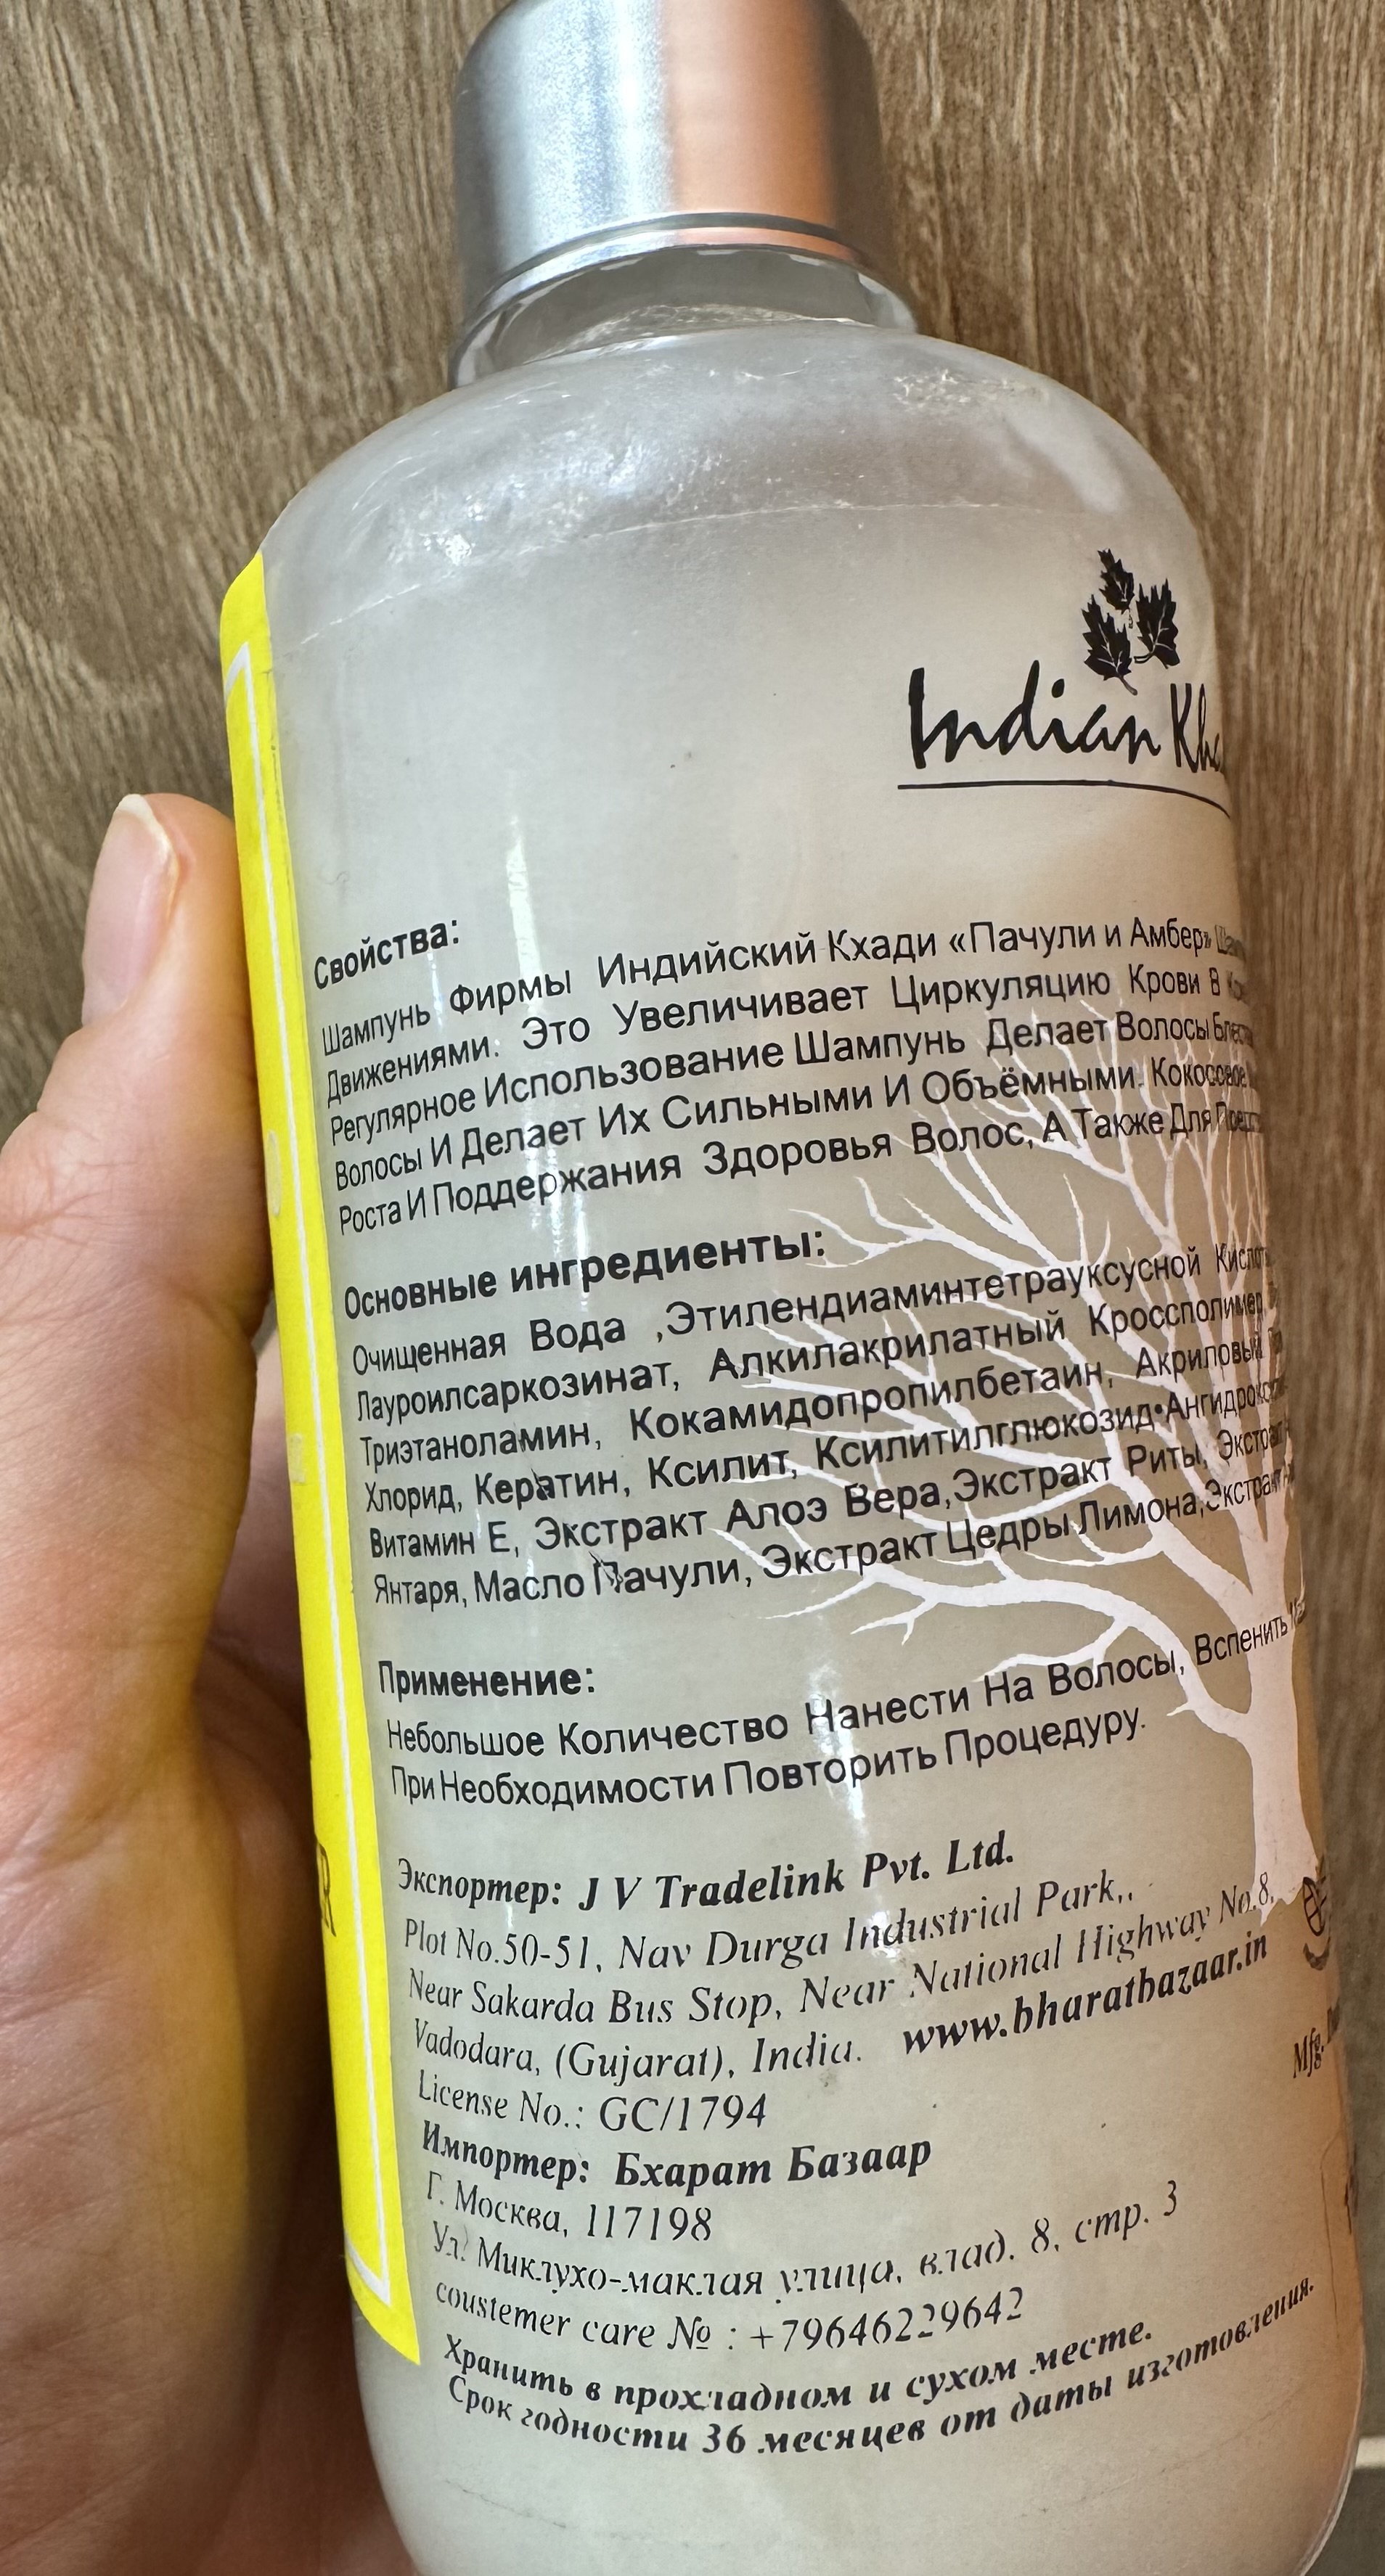 Indian
Свойства:
Шампунь Фирмы Индийский Кхади «Пачули и Амбер»
Движениями. Это Увеличивает Циркуляцию Крови В
Регулярное Использование Шампунь Делает Волосы
Волосы И Делает Их Сильными И Объёмными. Кокосовое
Роста И Поддержания Здоровья Волос, А Также Для
Основные ингредиенты:
Очищенная Вода ,Этилендиаминтетрауксусной
Лауроилсаркозинат, Алкилакрилатный Кроссполимер
Триэтаноламин, Кокамидопропилбетаин, Акриловый
Хлорид, Кератин, Ксилит, Ксилитилглюкозид•
Витамин Е, Экстракт Алоэ Вера,Экстракт Риты,
Янтаря, Масло Пачули, Экстракт Цедры Лимона,
Применение:
Небольшое Количество Нанести На Волосы, Вспенить
При Необходимости Повторить Процедуру.
Экспортер: J V Tradelink Pvt. Ltd.
Plot No.50-51, Nav Durga Industrial Park,.
Near Sakarda Bus Stop, Near National Highway No.8,
Vadodara, (Gujarat), India. www.bharatbazaar.in
License No.: GC/1794
Импортер: Бхарат Базаар
Г. Москва, 117198
Ул. Миклухо-маклая улица, влад. 8, стр. 3
coustemer care № : +79646229642
Хранить в прохладном и сухом месте.
Срок годности 36 месяцев от даты изготовления.
Mfg.